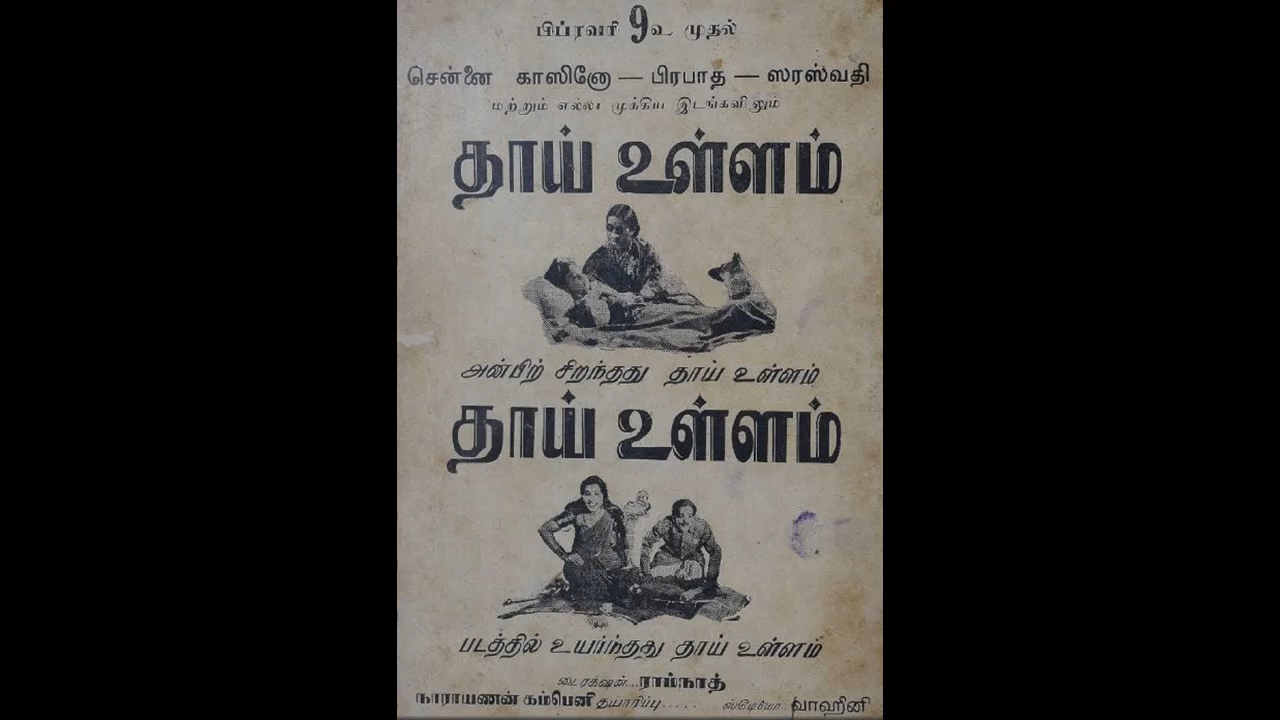 பிப்ரவரி 9உ முதல்
சென்னை காஸினோ — பிரபாத — ஸரஸ்வதி
மற்றும் எல்லா முக்கிய இடங்களிலும்
தாய் உள்ளம்
அன்பிற் சிறந்தது தாய் உள்ளம்
தாய் உள்ளம்
படத்தில் உயர்ந்தது தாய் உள்ளம்
டைரக்ஷன்... ராம்நாத்
நாராயணன் கம்பெனி தயாரிப்பு..... ஸ்டூடியோ.. வாஹினி